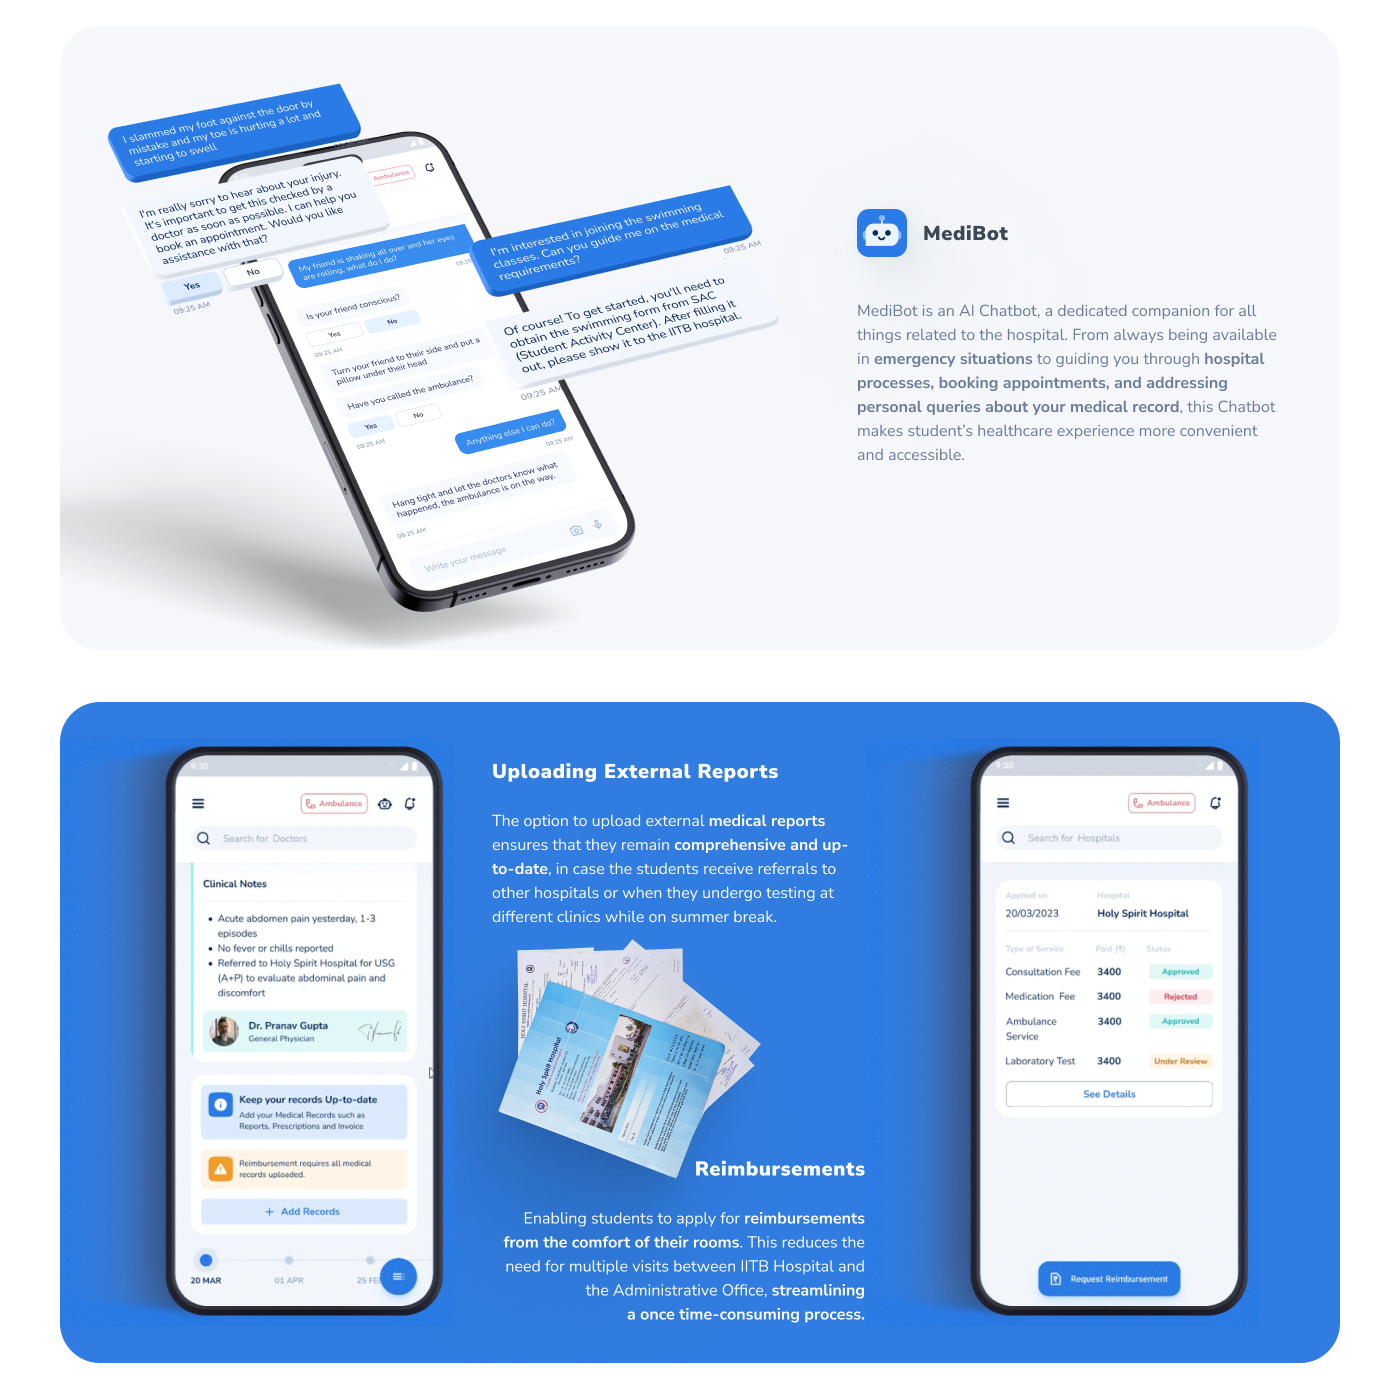 I slammed my foot against the door by
mistake and my toe is hurting a lot and
starting to swell
I'm really sorry to hear about your injury.
It's important to get this checked by a
doctor as soon as possible. I can help you
book an appointment. Would you like
assistance with that?
Yes
No
09:25 AM
Ambulance
My friend is shaking all over and her eyes
are rolling, what do I do?
09:25
Is your friend conscious?
Yes
No
09:25 AM
Turn your friend to their side and put a
pillow under their head
Have you called the ambulance?
Yes
No
09:25 AM
Anything else I can do?
09:25 AM
Hang tight and let the doctors know what
happened, the ambulance is on the way.
09:25 AM
Write your message
I'm interested in joining the swimming
classes. Can you guide me on the medical
requirements?
09:25 AM
Of course! To get started, you'll need to
obtain the swimming form from SAC
(Student Activity Center). After filling it
out, please show it to the IITB hospital.
09:25 AM
MediBot
MediBot is an AI Chatbot, a dedicated companion for all
things related to the hospital. From always being available
in emergency situations to guiding you through hospital
processes, booking appointments, and addressing
personal queries about your medical record, this Chatbot
makes student's healthcare experience more convenient
and accessible.
9:30
Ambulance
Search for Doctors
Clinical Notes
• Acute abdomen pain yesterday, 1-3
episodes
• No fever or chills reported
• Referred to Holy Spirit Hospital for USG
(A+P) to evaluate abdominal pain and
discomfort
Dr. Pranav Gupta
General Physician
Keep your records Up-to-date
Add your Medical Records such as
Reports, Prescriptions and Invoice
Reimbursement requires all medical
records uploaded.
+ Add Records
20 MAR
01 APR
25 FE
Uploading External Reports
The option to upload external medical reports
ensures that they remain comprehensive and up-
to-date, in case the students receive referrals to
other hospitals or when they undergo testing at
different clinics while on summer break.
HOLY SPIRIT HOSPITAL
Holy Spirit Hospital
Reimbursements
Enabling students to apply for reimbursements
from the comfort of their rooms. This reduces the
need for multiple visits between IITB Hospital and
the Administrative Office, streamlining
a once time-consuming process.
9:30
Ambulance
Search for Hospitals
Applied on
Hospital
20/03/2023
Holy Spirit Hospital
Type of Service
Paid (₹)
Status
Consultation Fee
3400
Approved
Medication Fee
3400
Rejected
Ambulance
Service
3400
Approved
Laboratory Test
3400
Under Review
See Details
Request Reimbursement